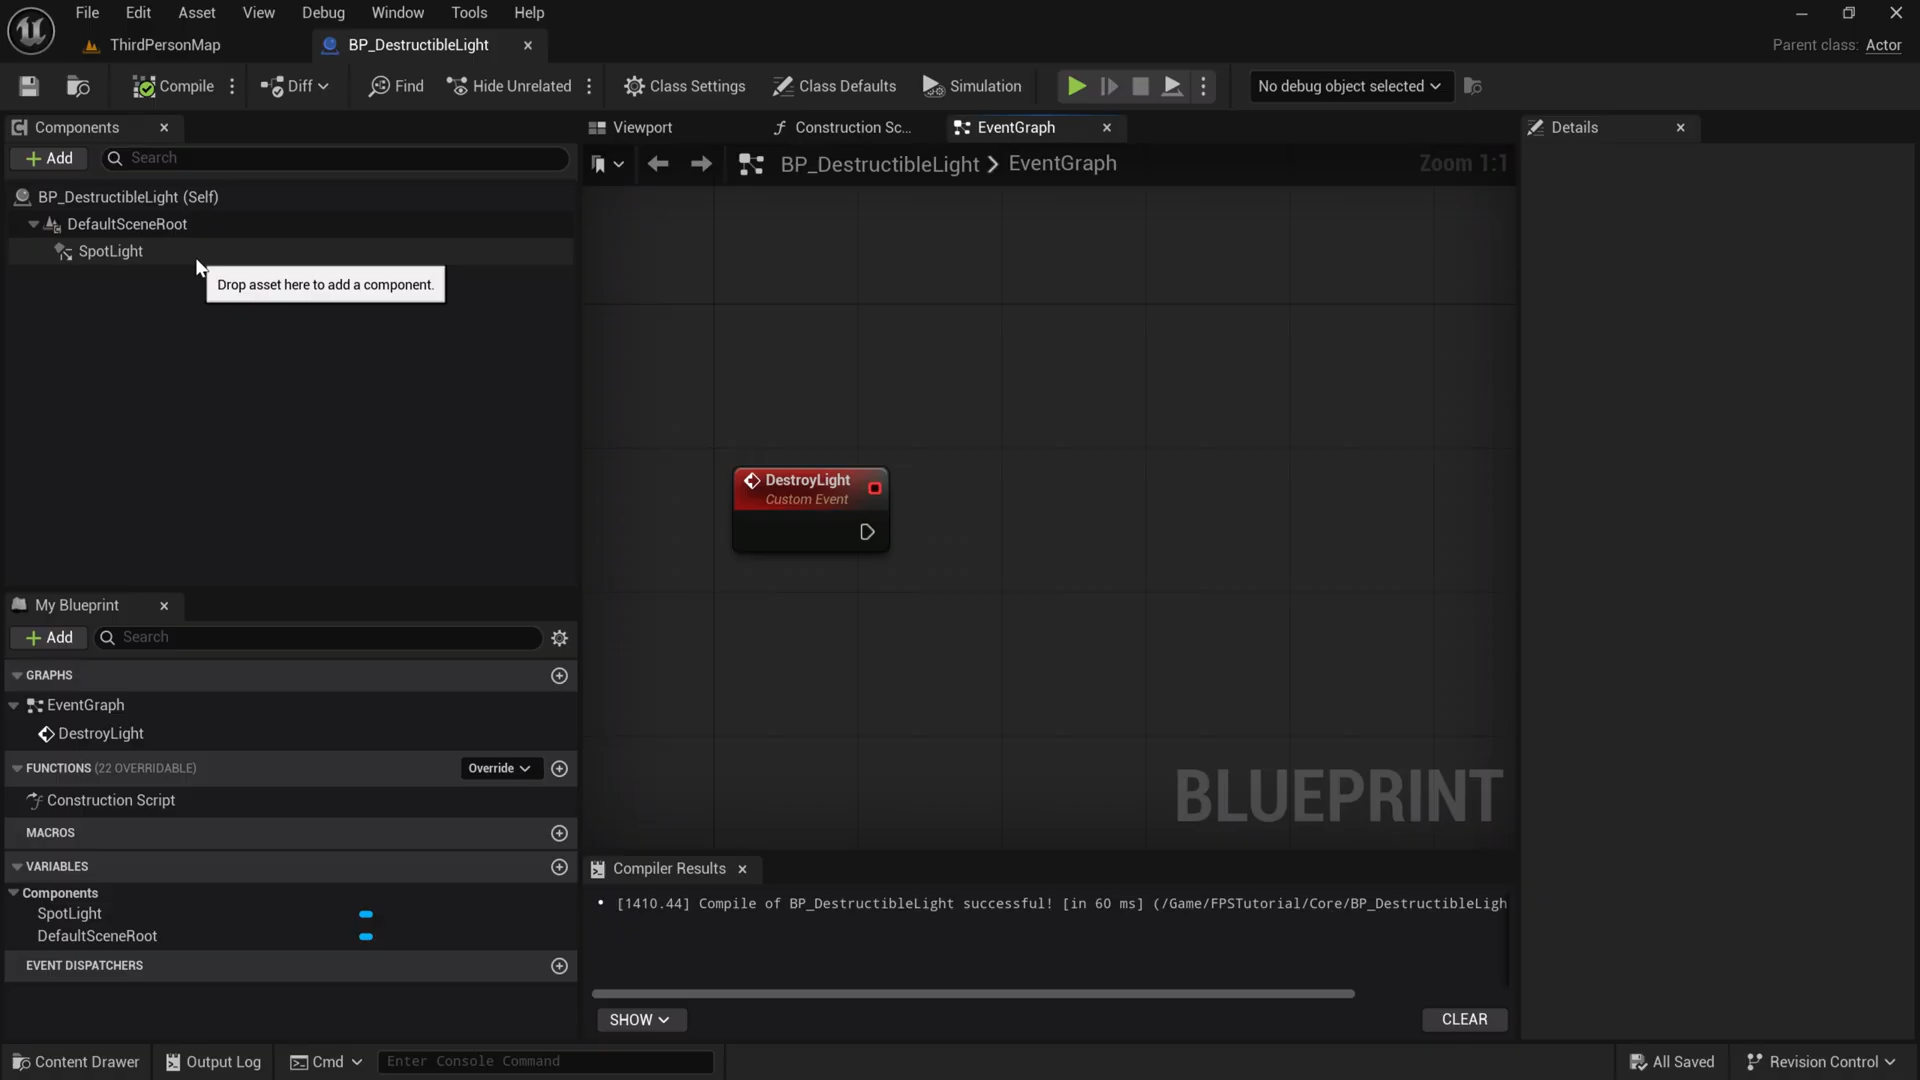 File Edit Asset View Debug Window Tools Help
ThirdPersonMap BP_DestructibleLight Parent class: Actor
Compile Diff Find Hide Unrelated Class Settings Class Defaults Simulation No debug object selected
Components
Viewport Construction Sc... EventGraph
Details
Add Search
BP_DestructibleLight > EventGraph Zoom 1:1
BP_DestructibleLight (Self)
DefaultSceneRoot
SpotLight
Drop asset here to add a component.
DestroyLight
Custom Event
My Blueprint
Add Search
GRAPHS
EventGraph
DestroyLight
FUNCTIONS (22 OVERRIDABLE) Override
Construction Script
MACROS
VARIABLES
Components
SpotLight
DefaultSceneRoot
EVENT DISPATCHERS
BLUEPRINT
Compiler Results
• [1410.44] Compile of BP_DestructibleLight successful! [in 60 ms] (/Game/FPSTutorial/Core/BP_DestructibleLigh
SHOW CLEAR
Content Drawer Output Log Cmd Enter Console Command All Saved Revision Control